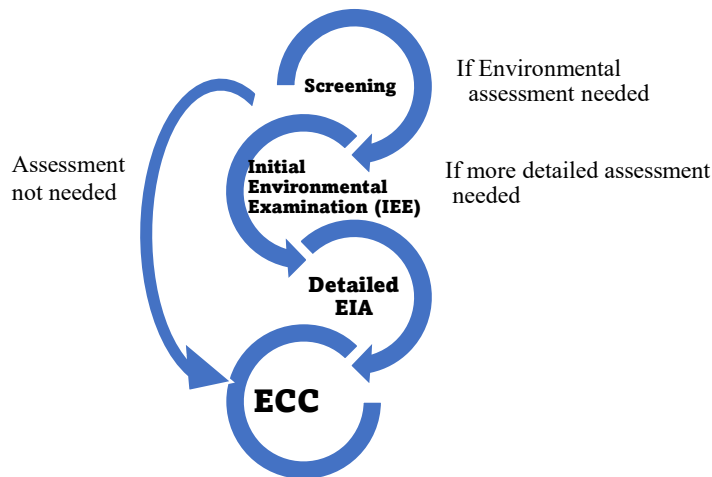 Screening
If Environmental
assessment needed
Assessment
not needed
Initial
Environmental
Examination (IEE)
If more detailed assessment
needed
Detailed
EIA
ECC